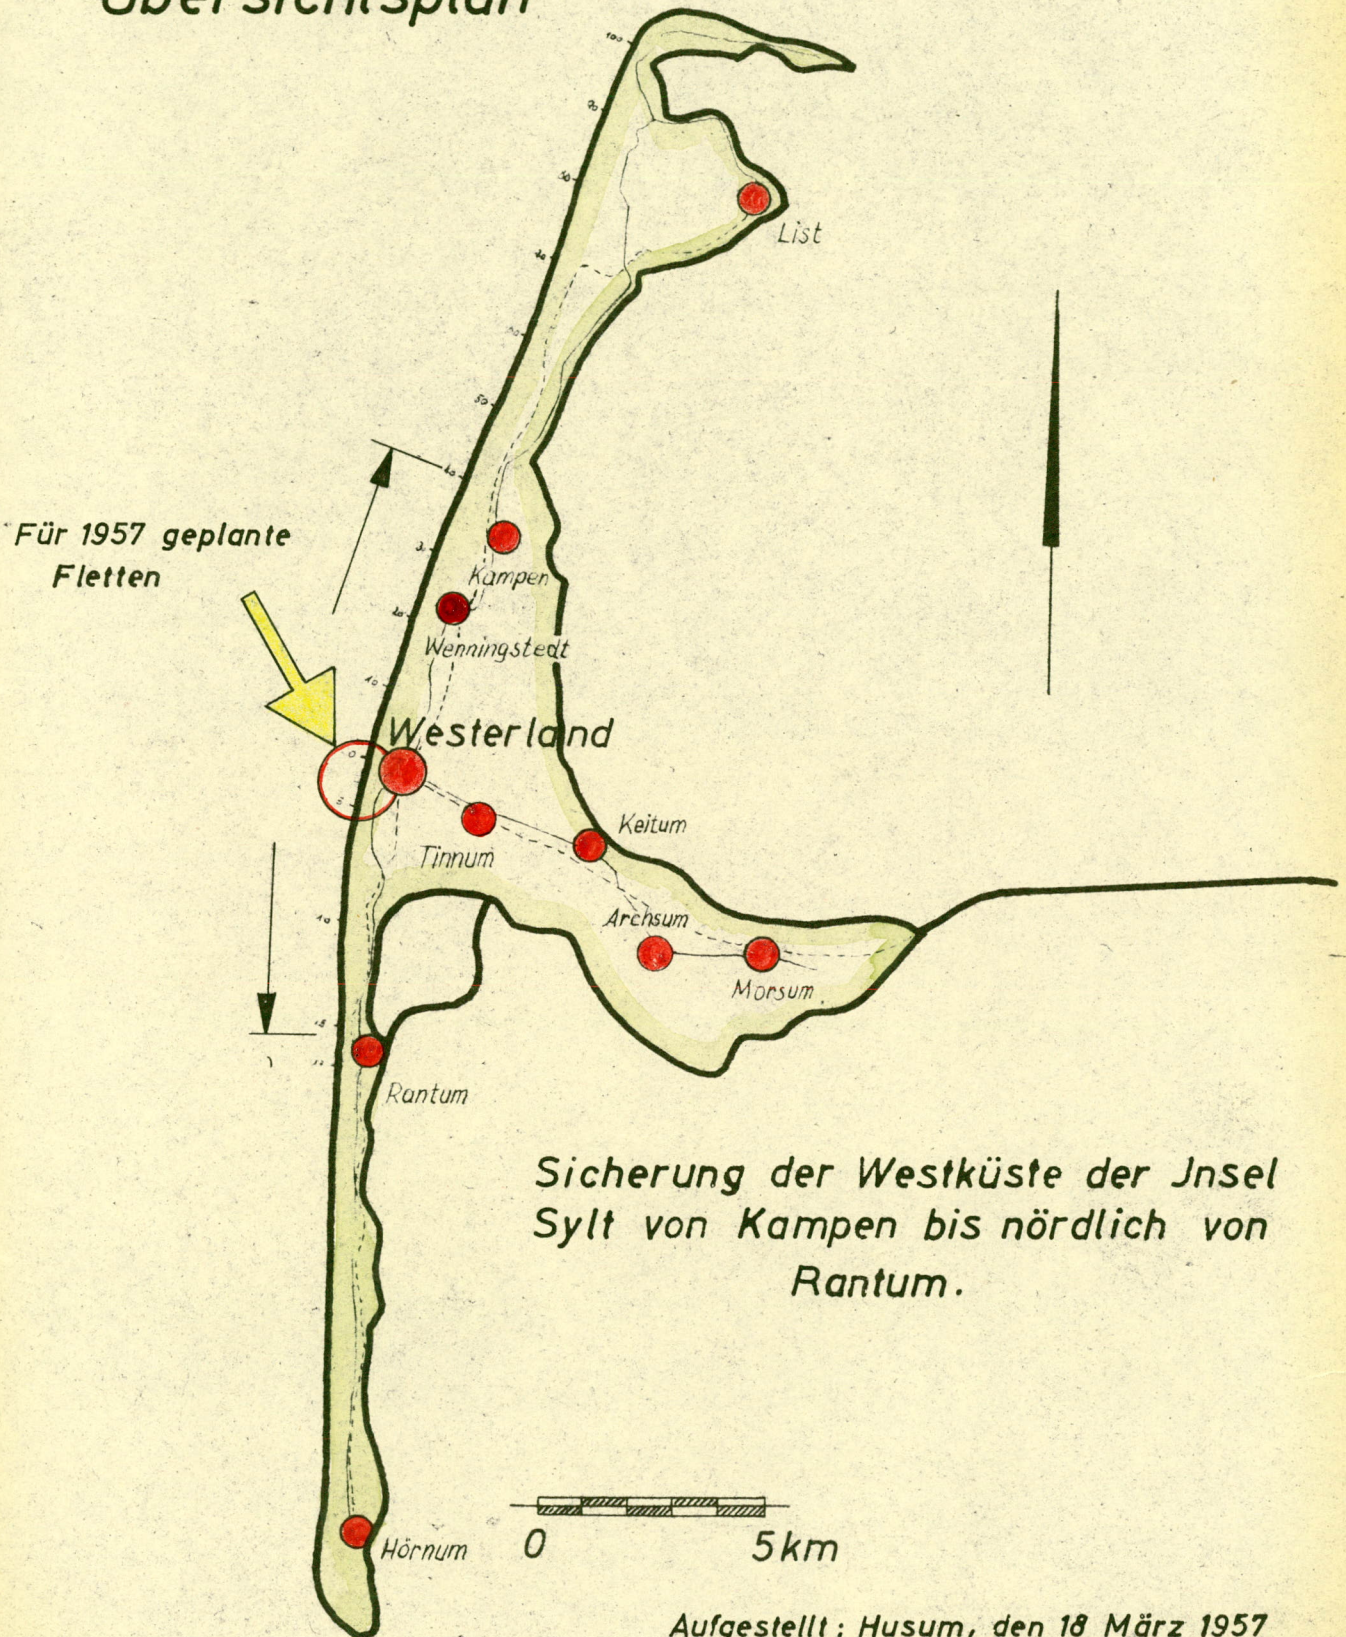 Übersichtsplan
List
Für 1957 geplante
Fletten
Kampen
Wenningstedt
Westerland
Keitum
Tinnum
Archsum
Morsum
Rantum
Sicherung der Westküste der Jnsel
Sylt von Kampen bis nördlich von
Rantum.
Hörnum
0 5km
Aufgestellt: Husum, den 18 März 1957